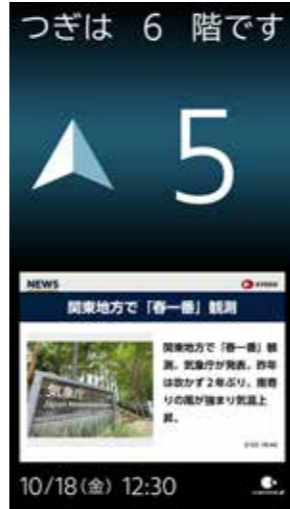 つぎは 6 階です
5
NEWS
関東地方で「春一番」観測
関東地方で「春一番」観
測。気象庁が発表。昨年
は吹かず2年ぶり。南寄
りの風が強まり気温上
昇。
気象庁
10/18(金) 12:30